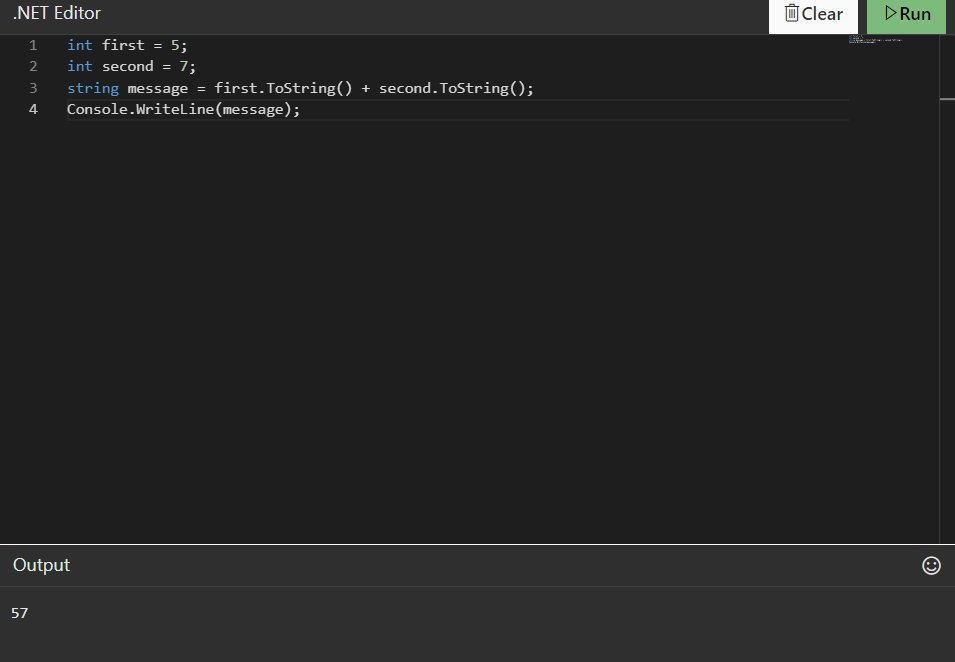 .NET Editor
Clear
Run
1 int first = 5;
2 int second = 7;
3 string message = first.ToString() + second.ToString();
4 Console.WriteLine(message);
Output
57